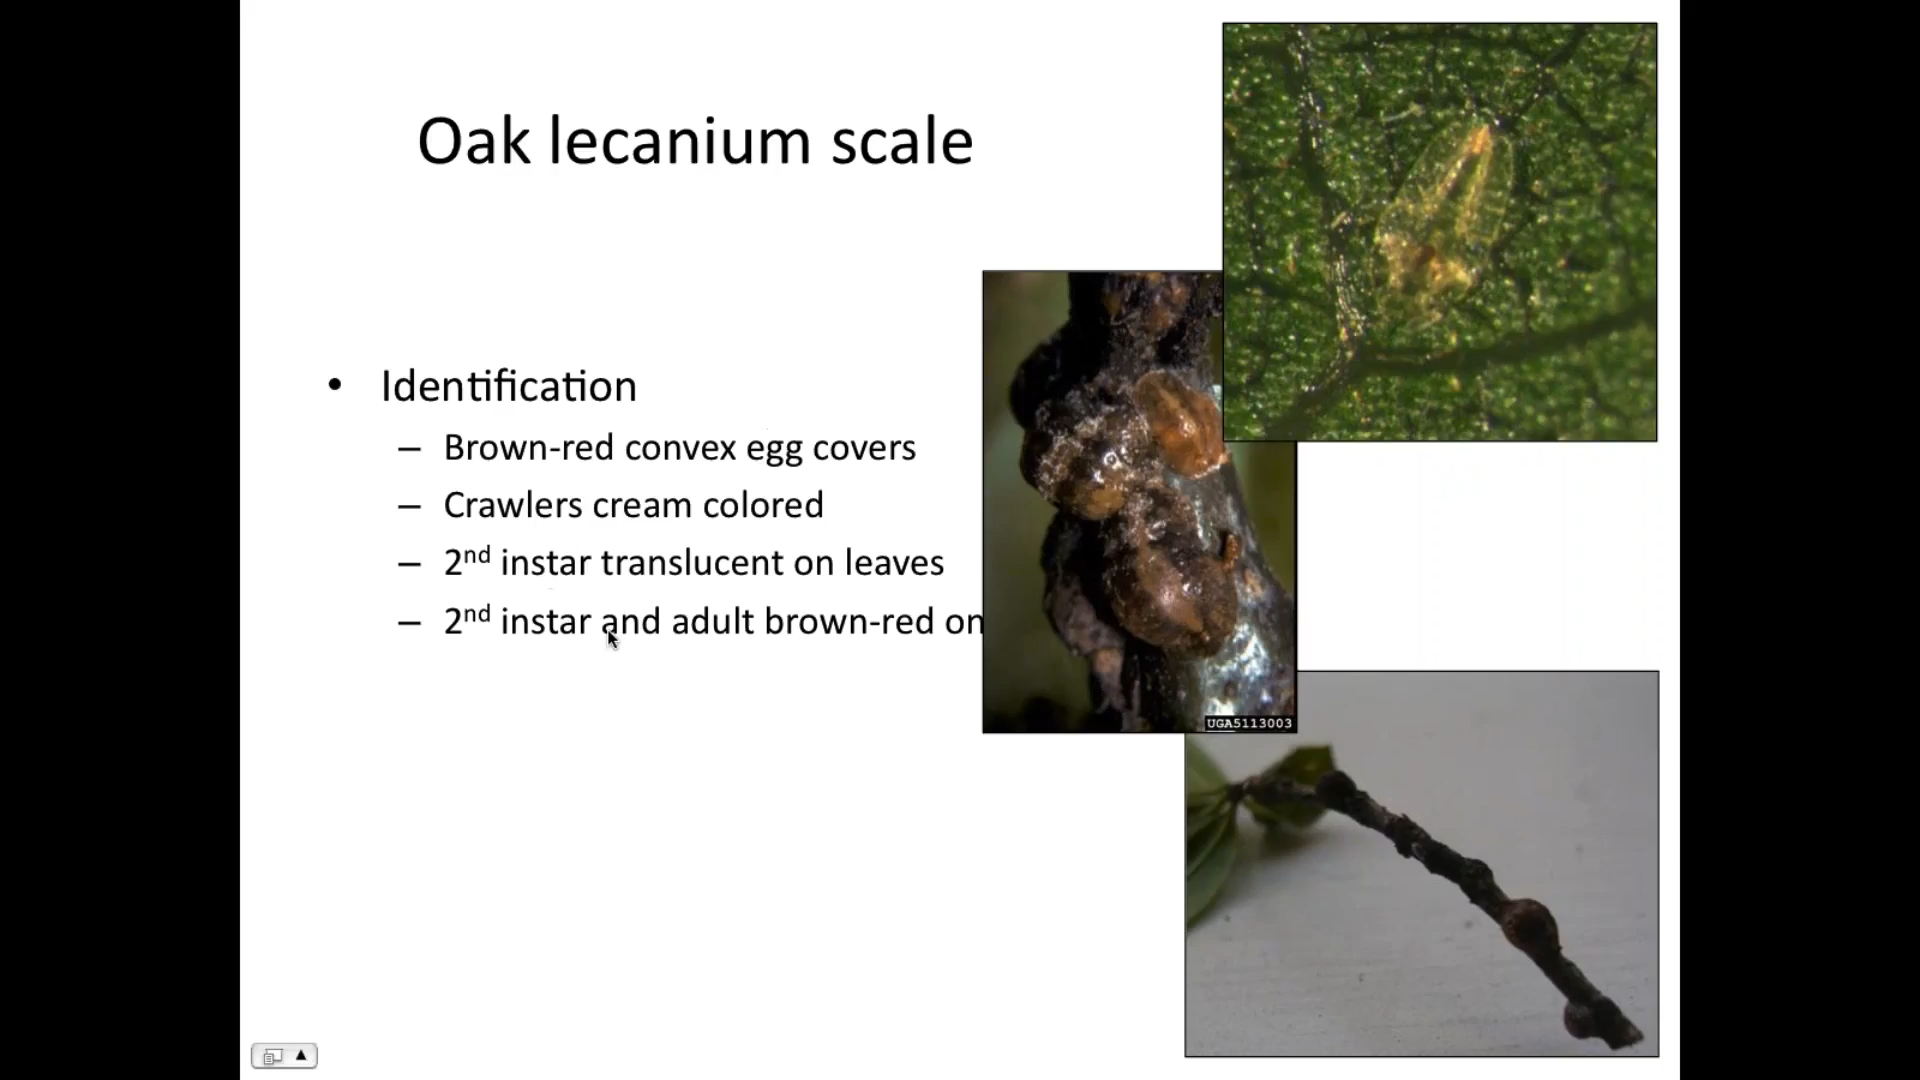 Oak lecanium scale
• Identification
– Brown-red convex egg covers
– Crawlers cream colored
– 2nd instar translucent on leaves
– 2nd instar and adult brown-red on
UGA5113003